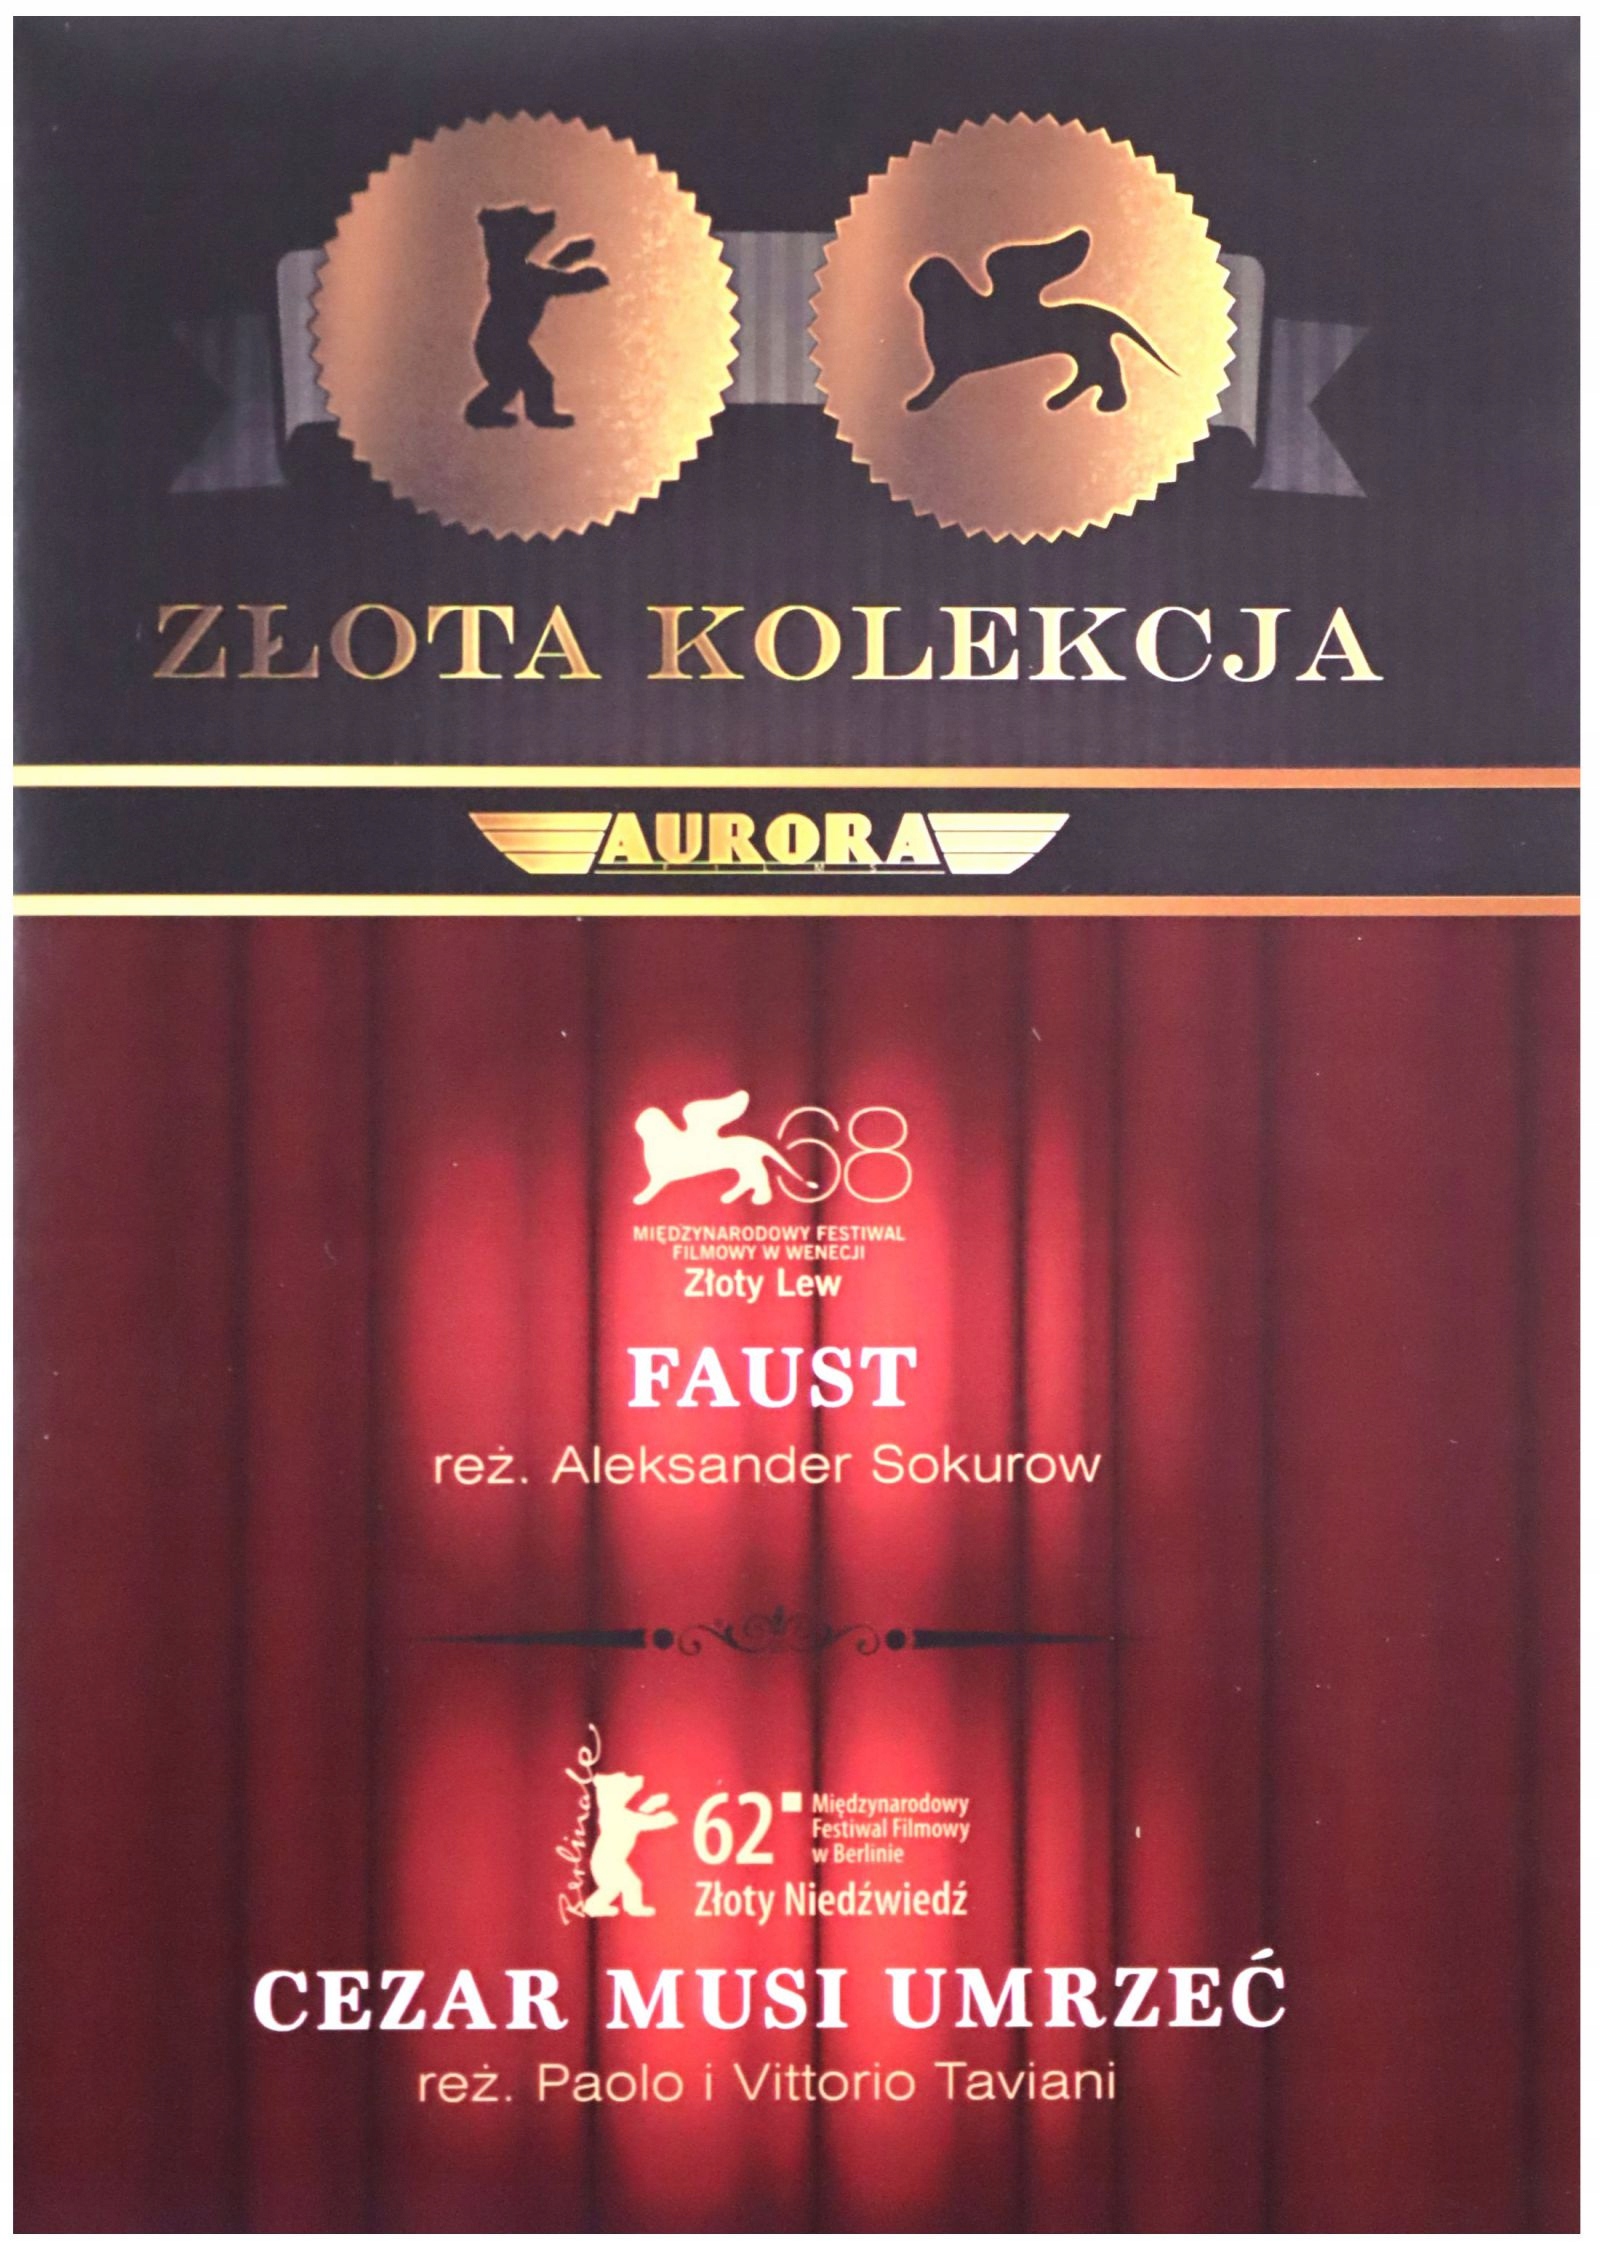 ZŁOTA KOLEKCJA
AURORA
FILMS
68
MIĘDZYNARODOWY FESTIWAL
FILMOWY W WENECJI
Złoty Lew
FAUST
reż. Aleksander Sokurow
Berlinale
62
Międzynarodowy
Festiwal Filmowy
w Berlinie
Złoty Niedźwiedź
CEZAR MUSI UMRZEĆ
reż. Paolo i Vittorio Taviani